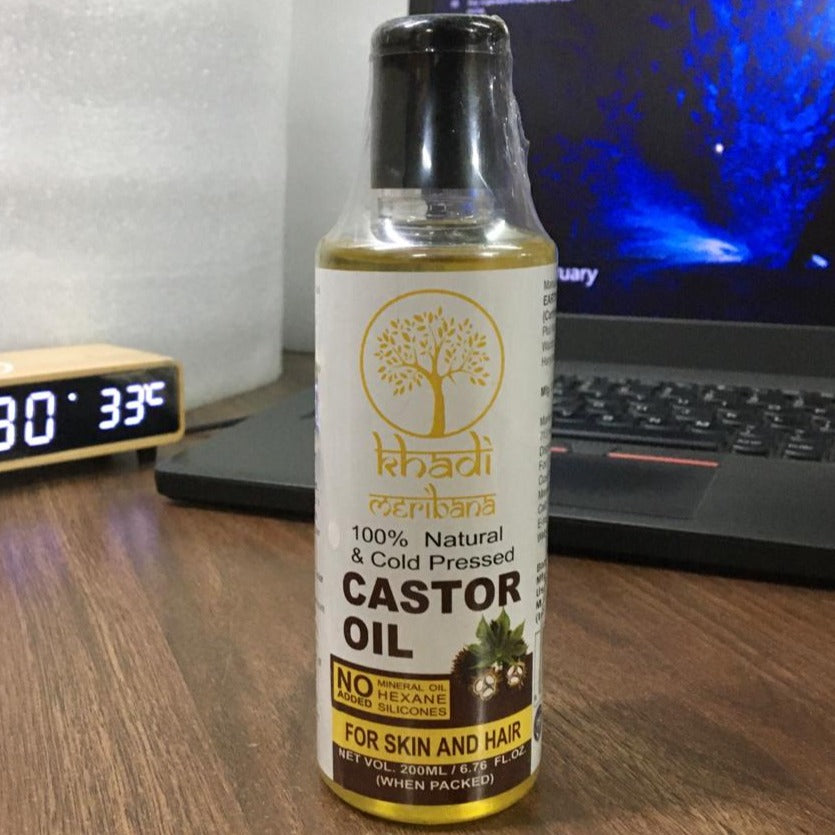 khadi
meribana
100% Natural
& Cold Pressed
CASTOR
OIL
NO
ADDED
MINERAL OIL
HEXANE
SILICONES
FOR SKIN AND HAIR
NET VOL. 200ML / 6.76 FL.OZ.
(WHEN PACKED)
30
33°C